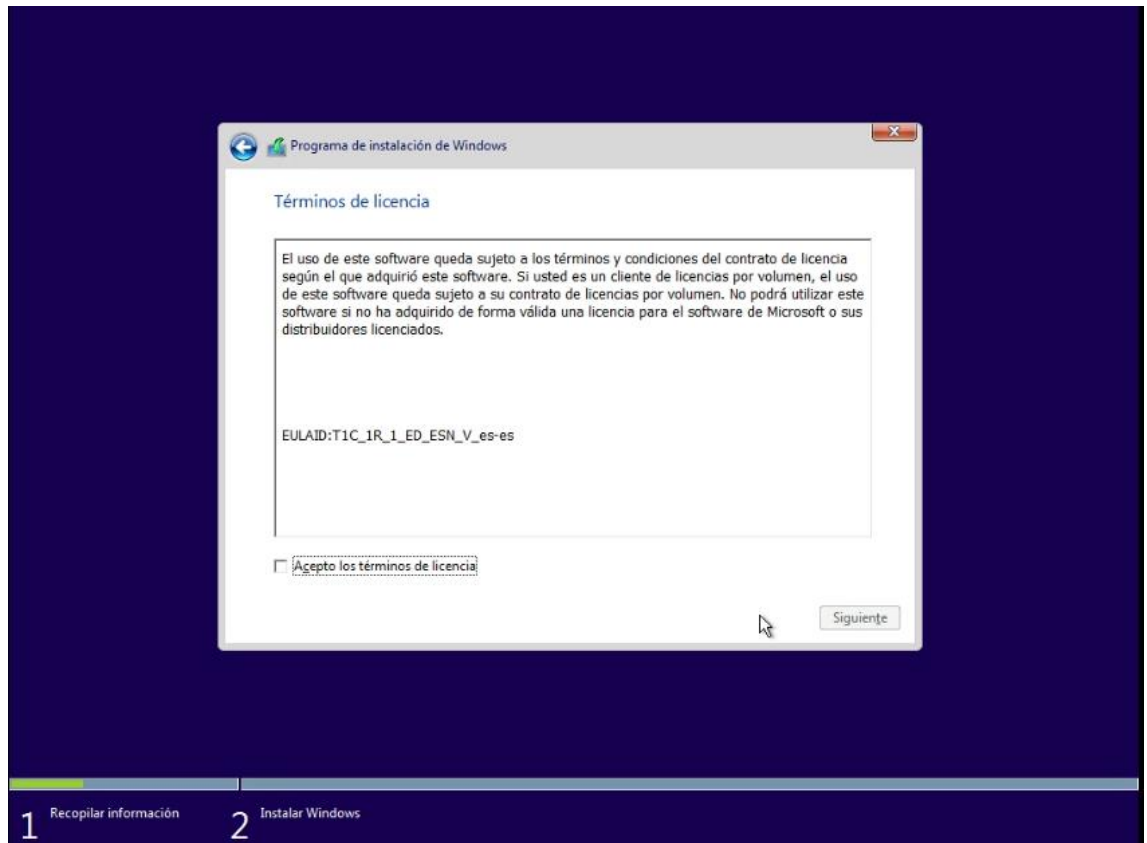 Programa de instalación de Windows
Términos de licencia
El uso de este software queda sujeto a los términos y condiciones del contrato de licencia
según el que adquirió este software. Si usted es un cliente de licencias por volumen, el uso
de este software queda sujeto a su contrato de licencias por volumen. No podrá utilizar este
software si no ha adquirido de forma válida una licencia para el software de Microsoft o sus
distribuidores licenciados.
EULAID:T1C_1R_1_ED_ESN_V_es-es
Acepto los términos de licencia
Siguiente
1 Recopilar información
2 Instalar Windows